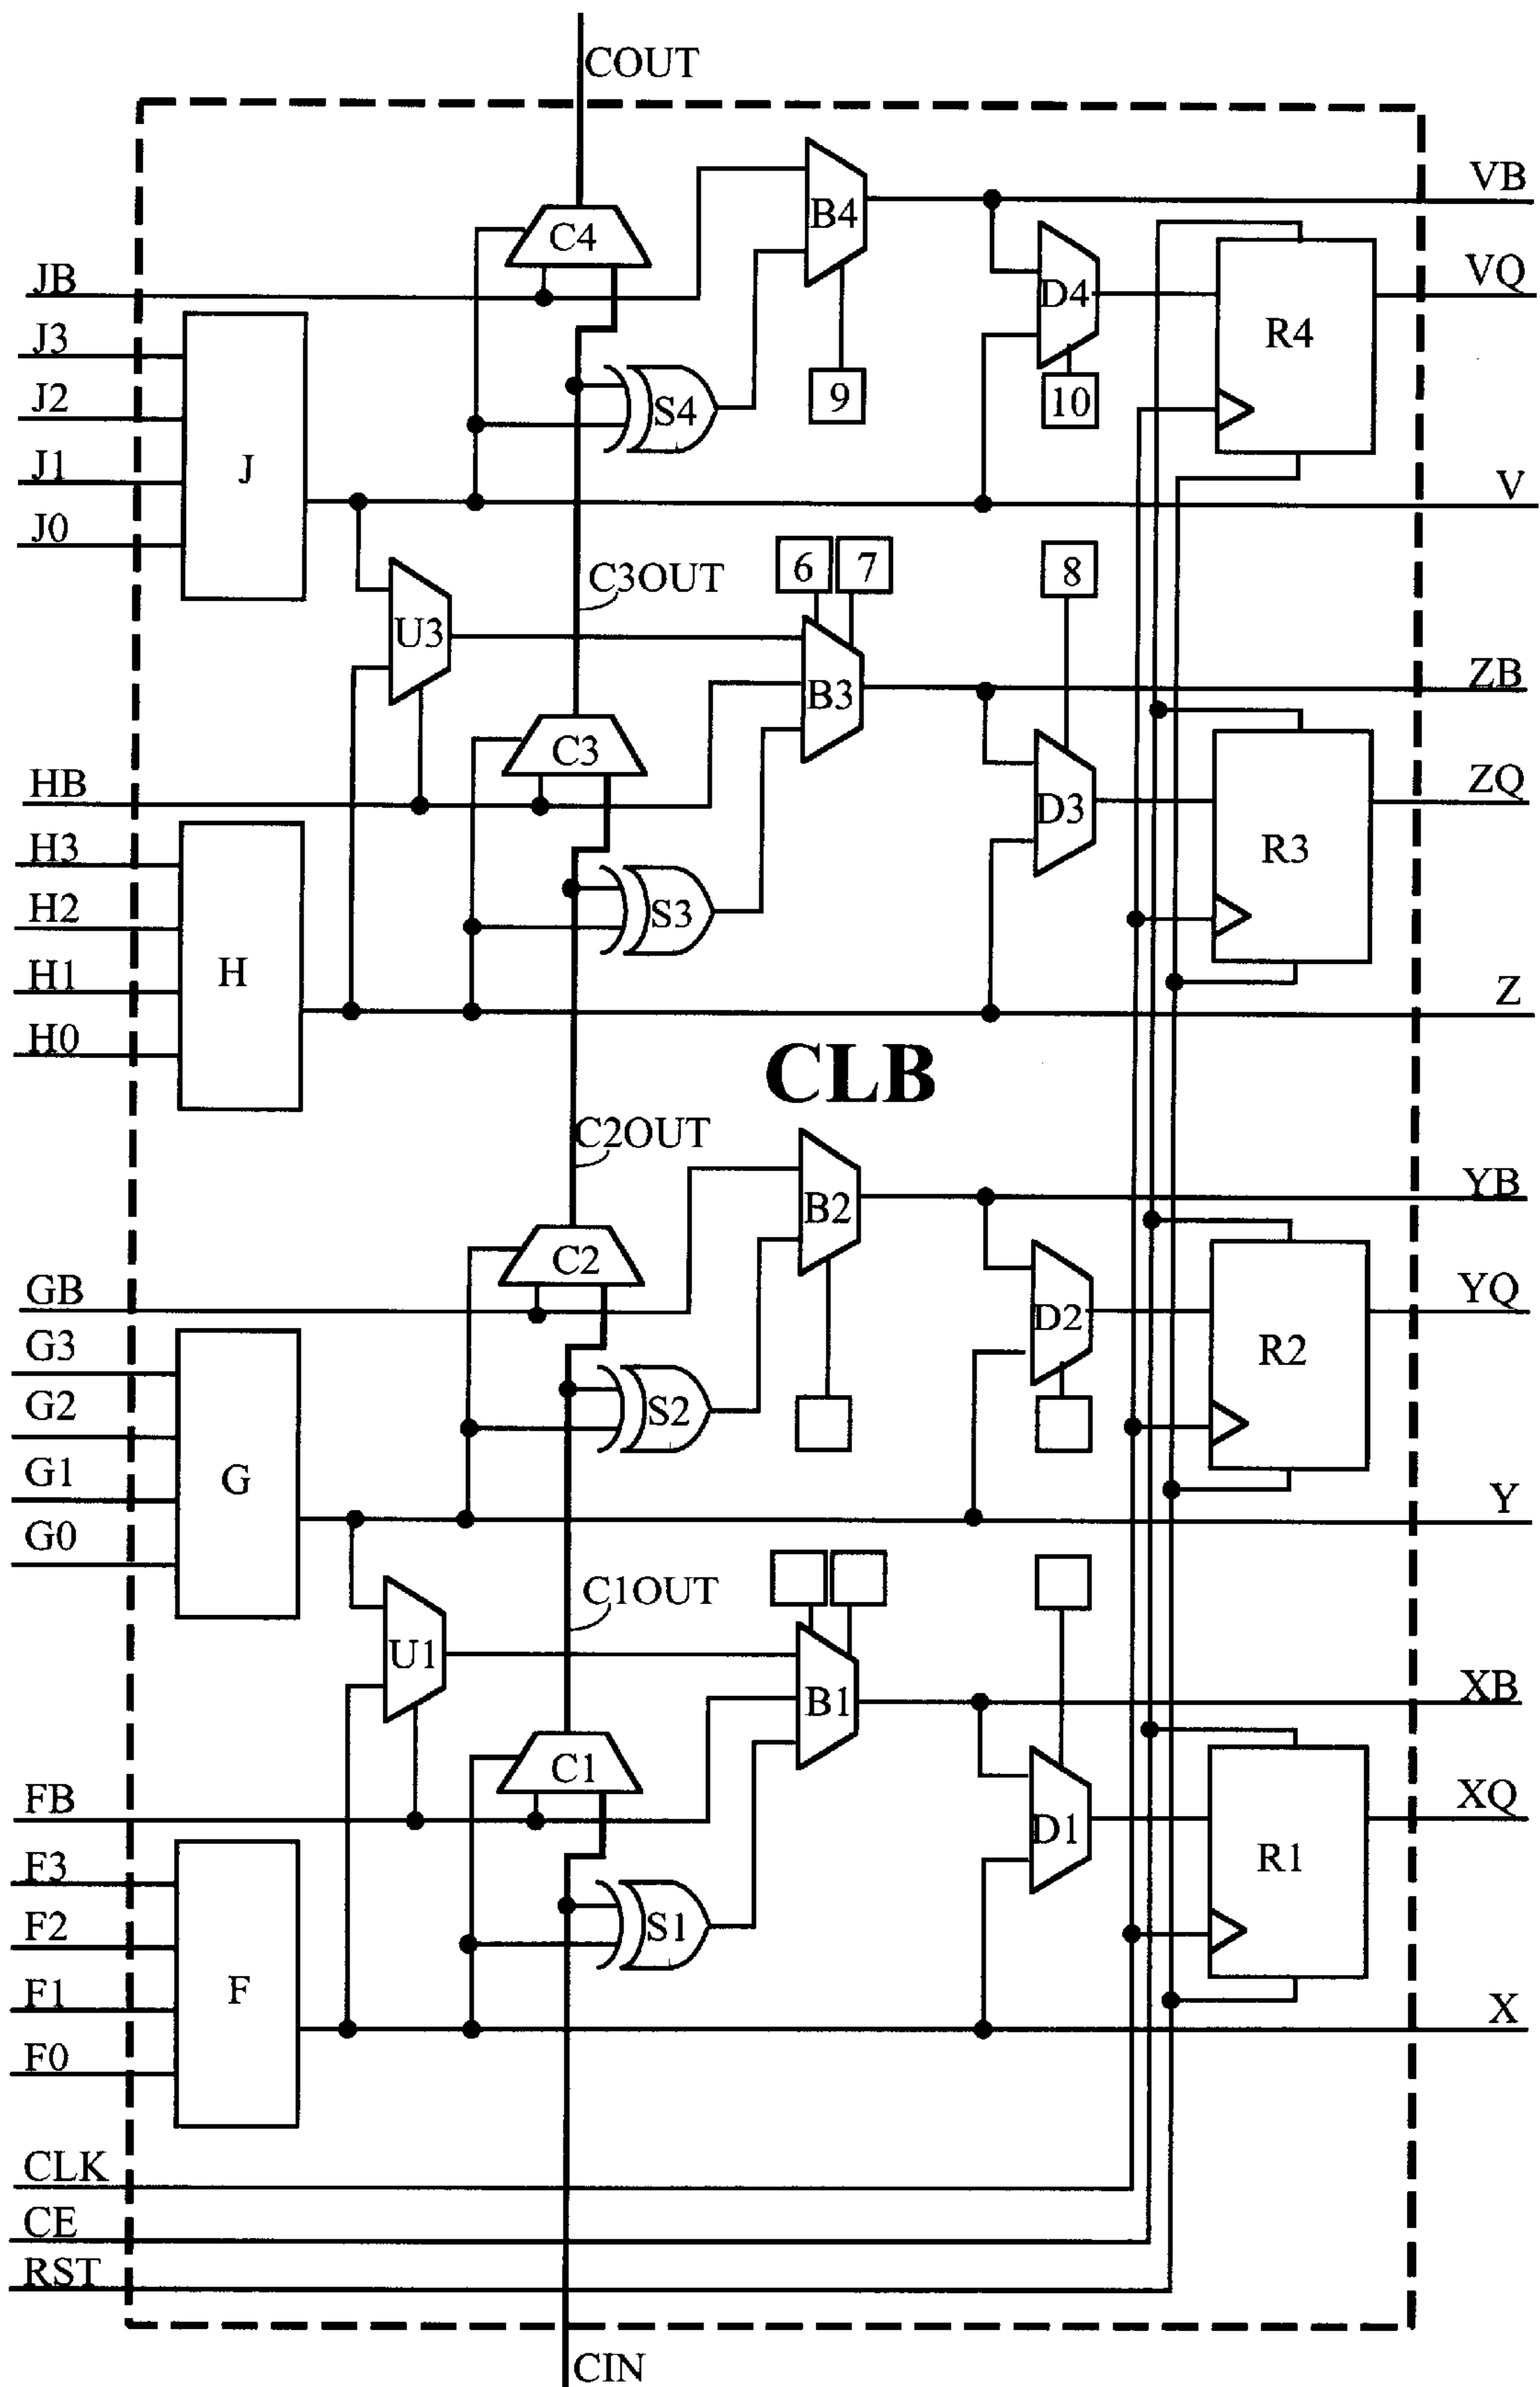 COUT
VB
B4
C4
VQ
JB
D4
R4
J3
J2
9
10
S4
J
J1
V
J0
6
7
8
C3OUT
U3
ZB
B3
C3
HB
ZQ
D3
R3
H3
H2
S3
H
H1
Z
H0
CLB
C2OUT
YB
B2
C2
GB
YQ
D2
R2
G3
G2
S2
G1
G
Y
G0
C1OUT
U1
XB
B1
C1
FB
XQ
D1
R1
F3
F2
S1
F
F1
X
F0
CLK
CE
RST
CIN